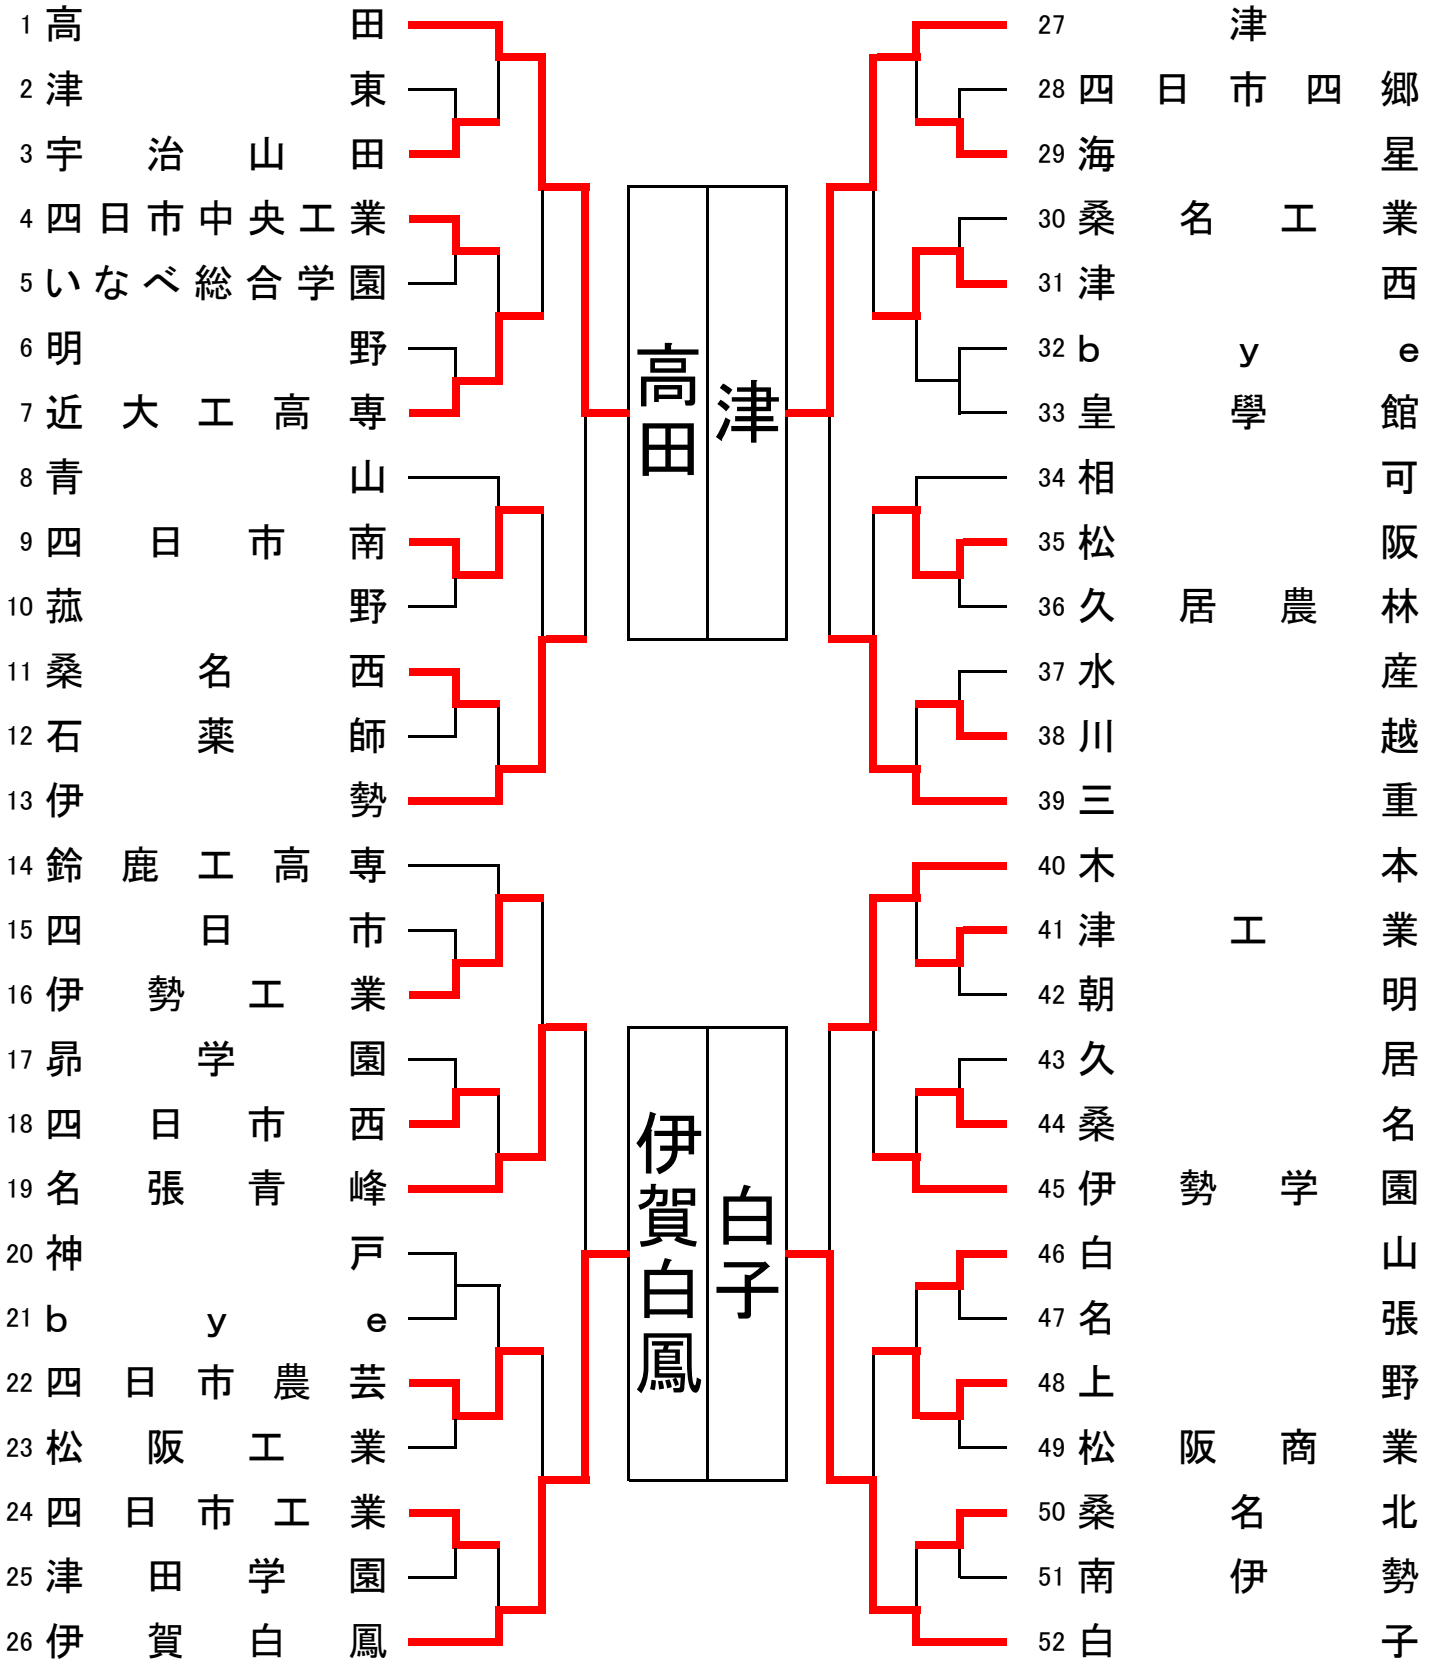 1 高田
2 津東
3 宇治山田
4 四日市中央工業
5 いなべ総合学園
6 明野
7 近大工高専
8 青山
9 四日市南
10 菰野
11 桑名西
12 石薬師
13 伊勢
14 鈴鹿工高専
15 四日市
16 伊勢工業
17 昴学園
18 四日市西
19 名張青峰
20 神戸
21 ｂｙｅ
22 四日市農芸
23 松阪工業
24 四日市工業
25 津田学園
26 伊賀白鳳
高田
津
伊賀白鳳
白子
27 津
28 四日市四郷
29 海星
30 桑名工業
31 津西
32 ｂｙｅ
33 皇學館
34 相可
35 松阪
36 久居農林
37 水産
38 川越
39 三重
40 木本
41 津工業
42 朝明
43 久居
44 桑名
45 伊勢学園
46 白山
47 名張
48 上野
49 松阪商業
50 桑名北
51 南伊勢
52 白子